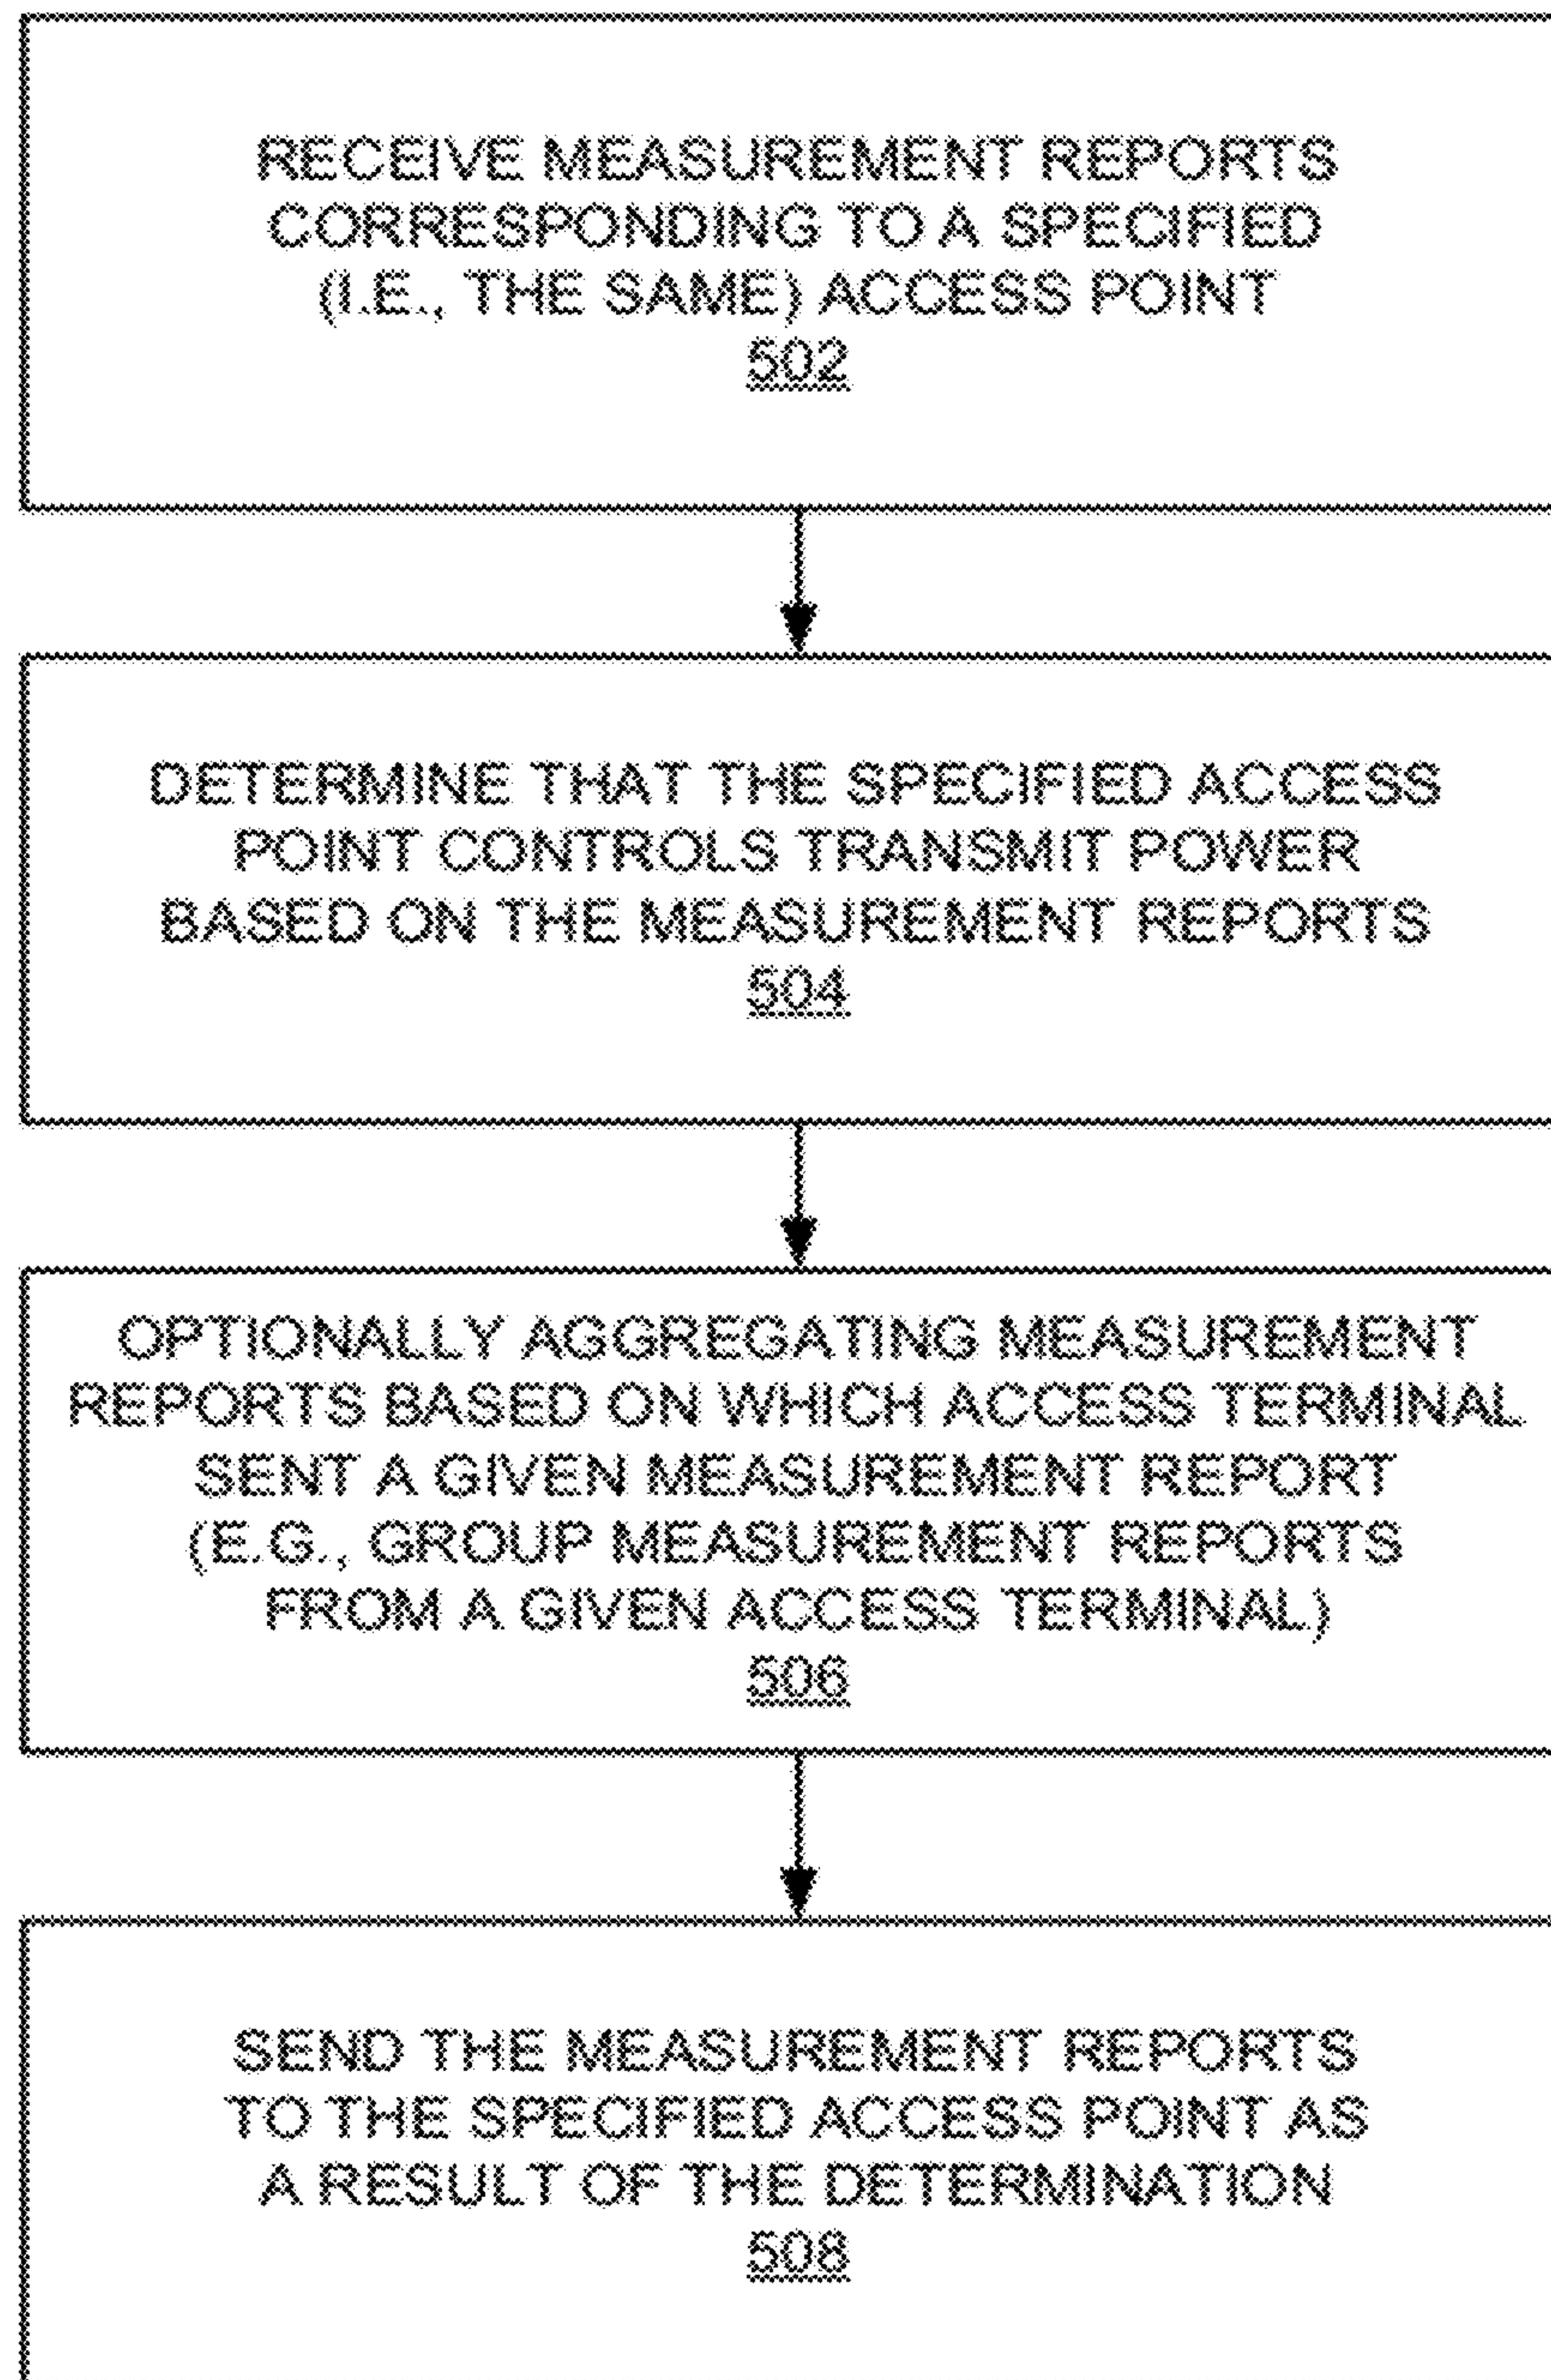 RECEIVE MEASUREMENT REPORTS
CORRESPONDING TO A SPECIFIED
(I.E., THE SAME) ACCESS POINT
502
DETERMINE THAT THE SPECIFIED ACCESS
POINT CONTROLS TRANSMIT POWER
BASED ON THE MEASUREMENT REPORTS
504
OPTIONALLY AGGREGATING MEASUREMENT
REPORTS BASED ON WHICH ACCESS TERMINAL
SENT A GIVEN MEASUREMENT REPORT
(E.G., GROUP MEASUREMENT REPORTS
FROM A GIVEN ACCESS TERMINAL)
506
SEND THE MEASUREMENT REPORTS
TO THE SPECIFIED ACCESS POINT AS
A RESULT OF THE DETERMINATION
508